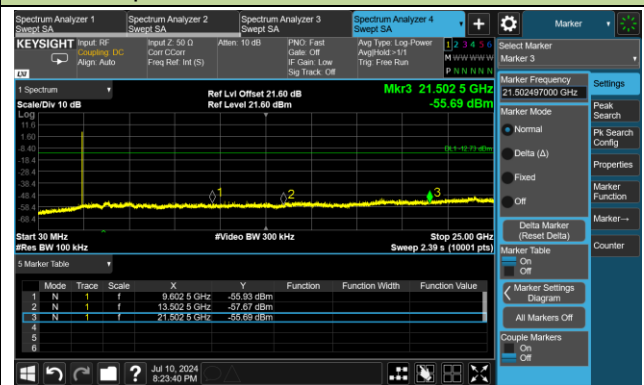 Spectrum Analyzer 1
Swept SA
Spectrum Analyzer 2
Swept SA
Spectrum Analyzer 3
Swept SA
Spectrum Analyzer 4
Swept SA
+
Marker
KEYSIGHT
Input: RF
Coupling: DC
Align: Auto
Input Z: 50 Ω
Corr CCorr
Freq Ref: Int (S)
Atten: 10 dB
PNO: Fast
Gate: Off
IF Gain: Low
Sig Track: Off
Avg Type: Log-Power
Avg|Hold:>1/1
Trig: Free Run
1 2 3 4 5 6
M W W W W W
P N N N N N
LXI
Select Marker
Marker 3
1 Spectrum
Scale/Div 10 dB
Ref Lvl Offset 21.60 dB
Ref Level 21.60 dBm
Mkr3 21.502 5 GHz
-55.69 dBm
Log
11.6
1.60
-8.40
-18.4
-28.4
-38.4
-48.4
-58.4
-68.4
DL1 -12.73 dBm
1
2
3
Start 30 MHz
#Video BW 300 kHz
Stop 25.00 GHz
#Res BW 100 kHz
Sweep 2.39 s (10001 pts)
5 Marker Table
Mode Trace Scale X Y Function Function Width Function Value
1 N 1 f 9.602 5 GHz -55.93 dBm
2 N 1 f 13.502 5 GHz -57.67 dBm
3 N 1 f 21.502 5 GHz -55.69 dBm
4
5
6
Marker Frequency
21.502497000 GHz
Marker Mode
Normal
Delta (Δ)
Fixed
Off
Delta Marker
(Reset Delta)
Marker Table
On
Off
Marker Settings
Diagram
All Markers Off
Couple Markers
On
Off
Settings
Peak
Search
Pk Search
Config
Properties
Marker
Function
Marker→
Counter
?
Jul 10, 2024
8:23:40 PM